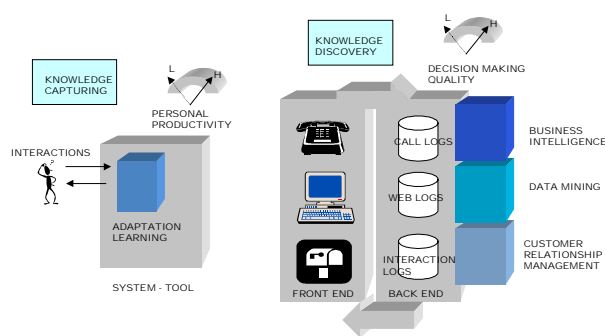 KNOWLEDGE
CAPTURING
L
H
PERSONAL
PRODUCTIVITY
INTERACTIONS
ADAPTATION
LEARNING
SYSTEM - TOOL
KNOWLEDGE
DISCOVERY
L
H
DECISION MAKING
QUALITY
CALL LOGS
WEB LOGS
INTERACTION
LOGS
FRONT END
BACK END
BUSINESS
INTELLIGENCE
DATA MINING
CUSTOMER
RELATIONSHIP
MANAGEMENT